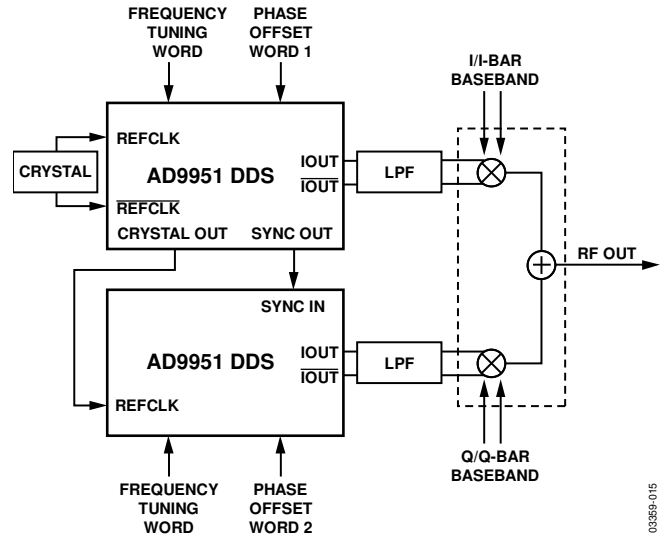 FREQUENCY
TUNING
WORD
PHASE
OFFSET
WORD 1
I/I-BAR
BASEBAND
REFCLK
CRYSTAL
AD9951 DDS
IOUT
IOUT
LPF
REFCLK
CRYSTAL OUT
SYNC OUT
RF OUT
SYNC IN
AD9951 DDS
IOUT
IOUT
LPF
REFCLK
Q/Q-BAR
BASEBAND
FREQUENCY
TUNING
WORD
PHASE
OFFSET
WORD 2
03359-015